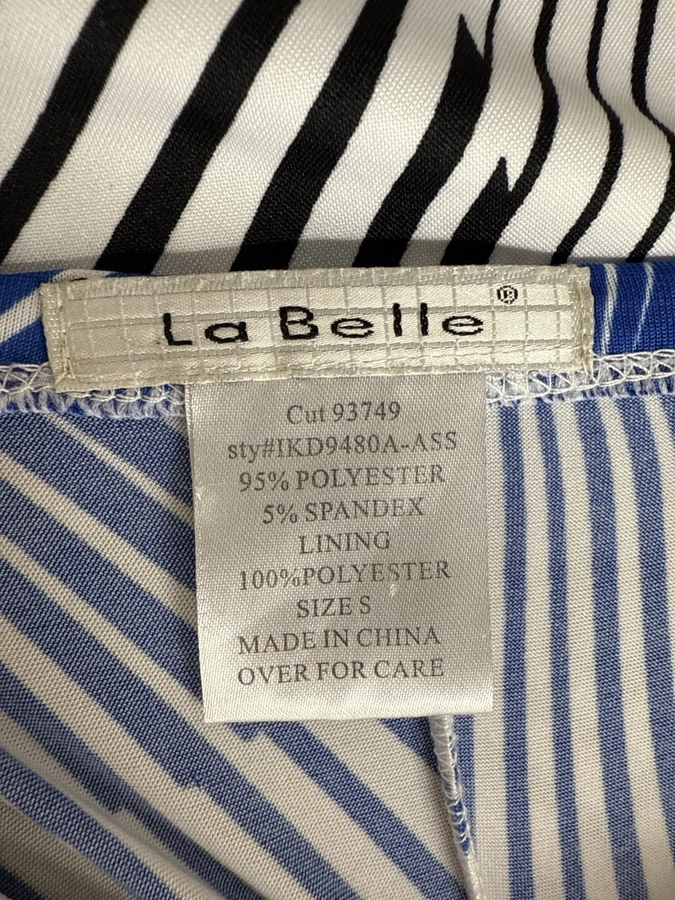 La Belle ®
Cut 93749
sty#IKD9480A-ASS
95% POLYESTER
5% SPANDEX
LINING
100%POLYESTER
SIZE S
MADE IN CHINA
OVER FOR CARE